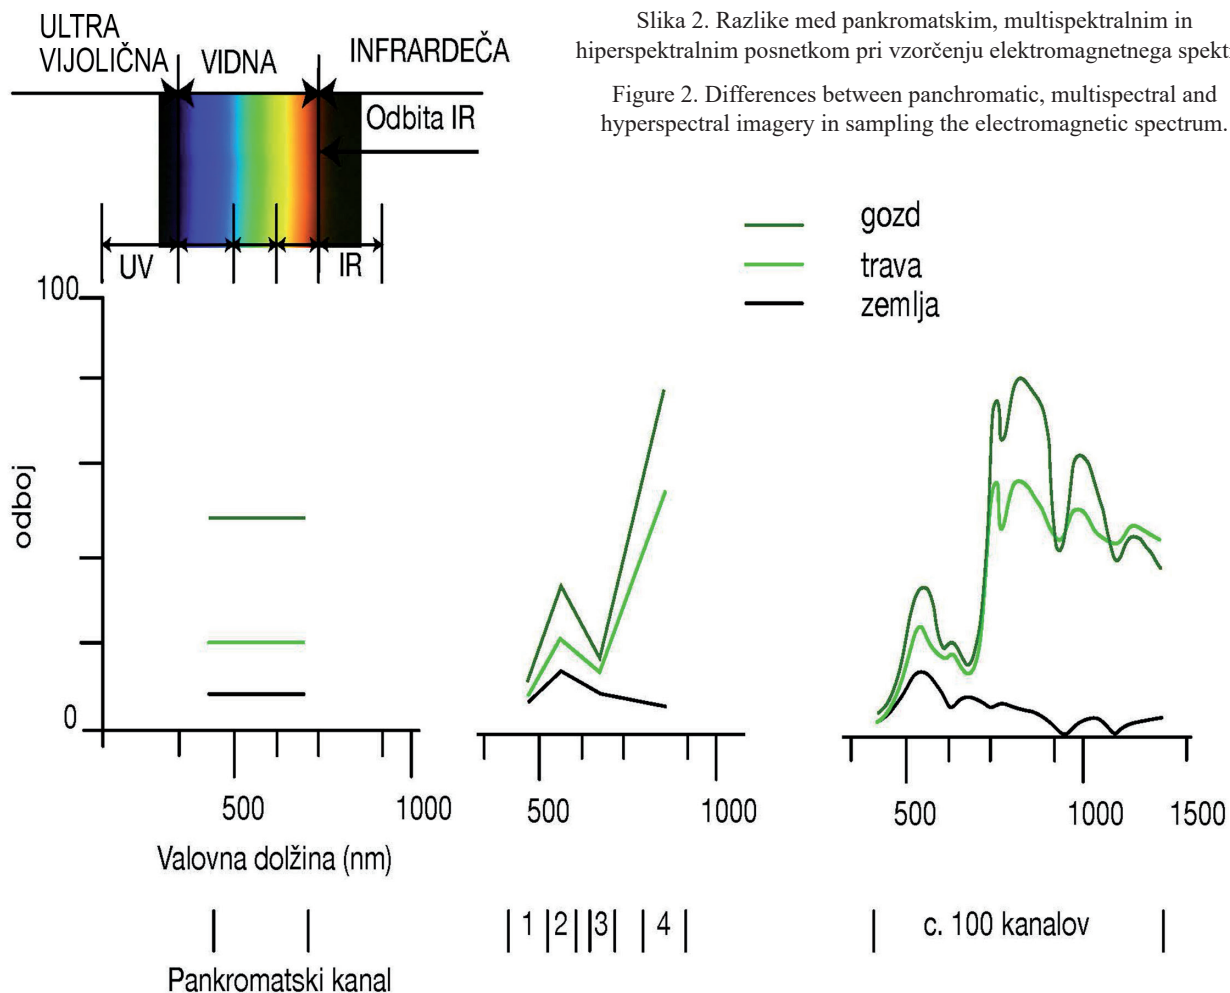 ULTRA
VIJOLIČNA
VIDNA
INFRARDEČA
Odbita IR
UV
IR
Slika 2. Razlike med pankromatskim, multispektralnim in
hiperspektralnim posnetkom pri vzorčenju elektromagnetnega
Figure 2. Differences between panchromatic, multispectral and
hyperspectral imagery in sampling the electromagnetic spectrum.
gozd
trava
zemlja
100
odboj
0
500
1000
500
1000
500
1000
1500
Valovna dolžina (nm)
1
2
3
4
c. 100 kanalov
Pankromatski kanal